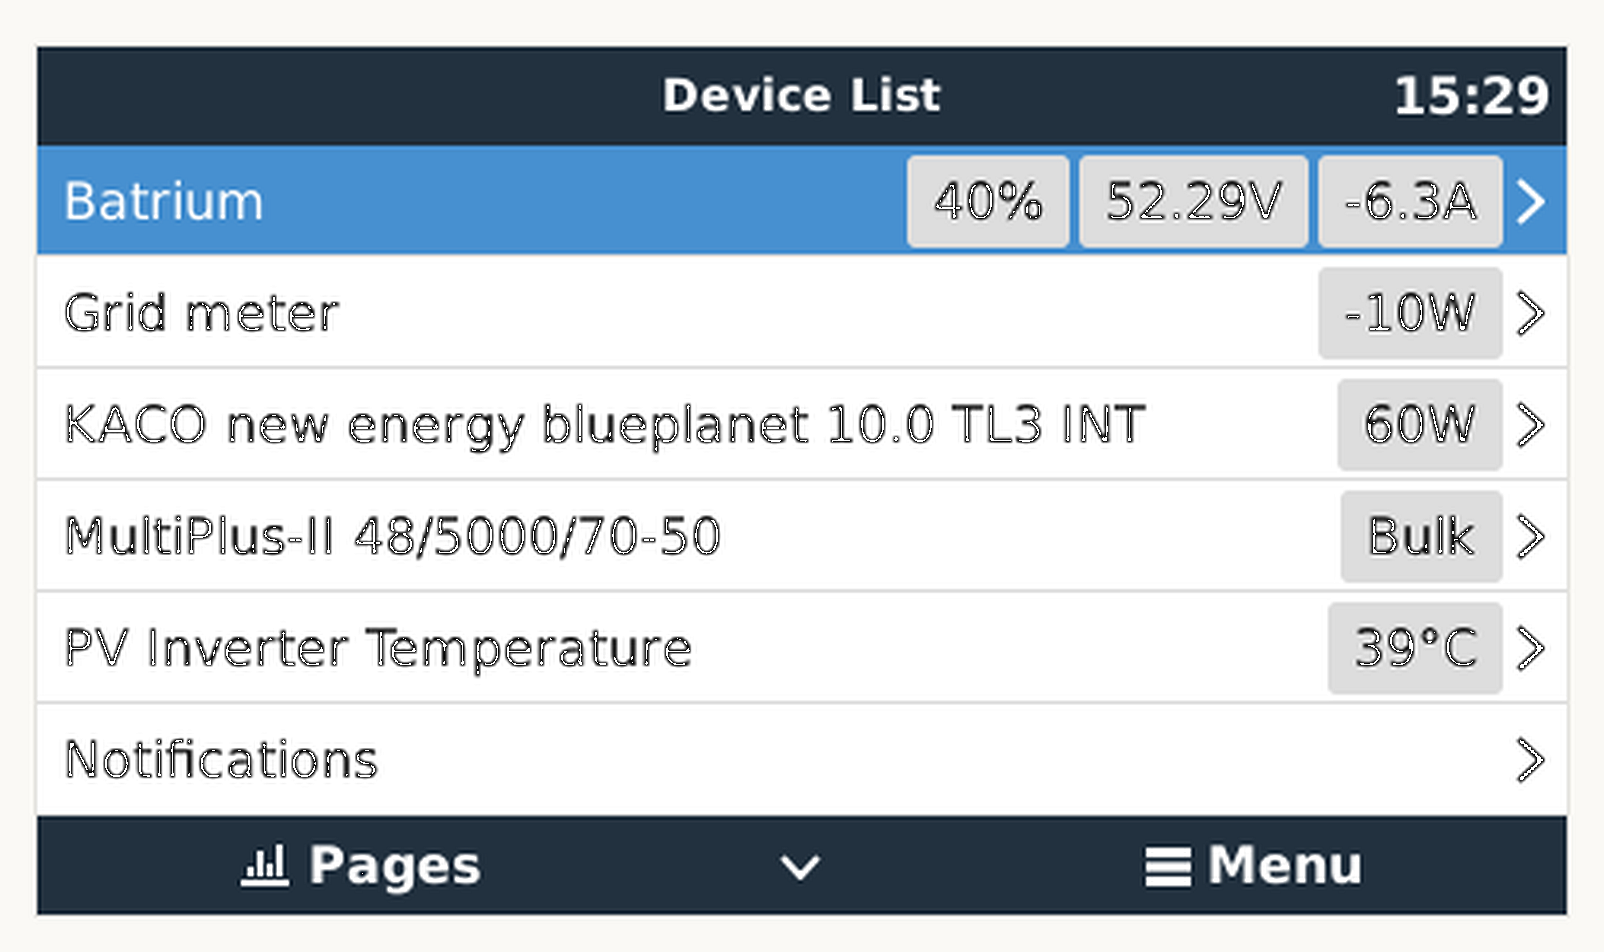 Device List 15:29
Batrium 40% 52.29V -6.3A
Grid meter -10W
KACO new energy blueplanet 10.0 TL3 INT 60W
MultiPlus-II 48/5000/70-50 Bulk
PV Inverter Temperature 39°C
Notifications
Pages Menu